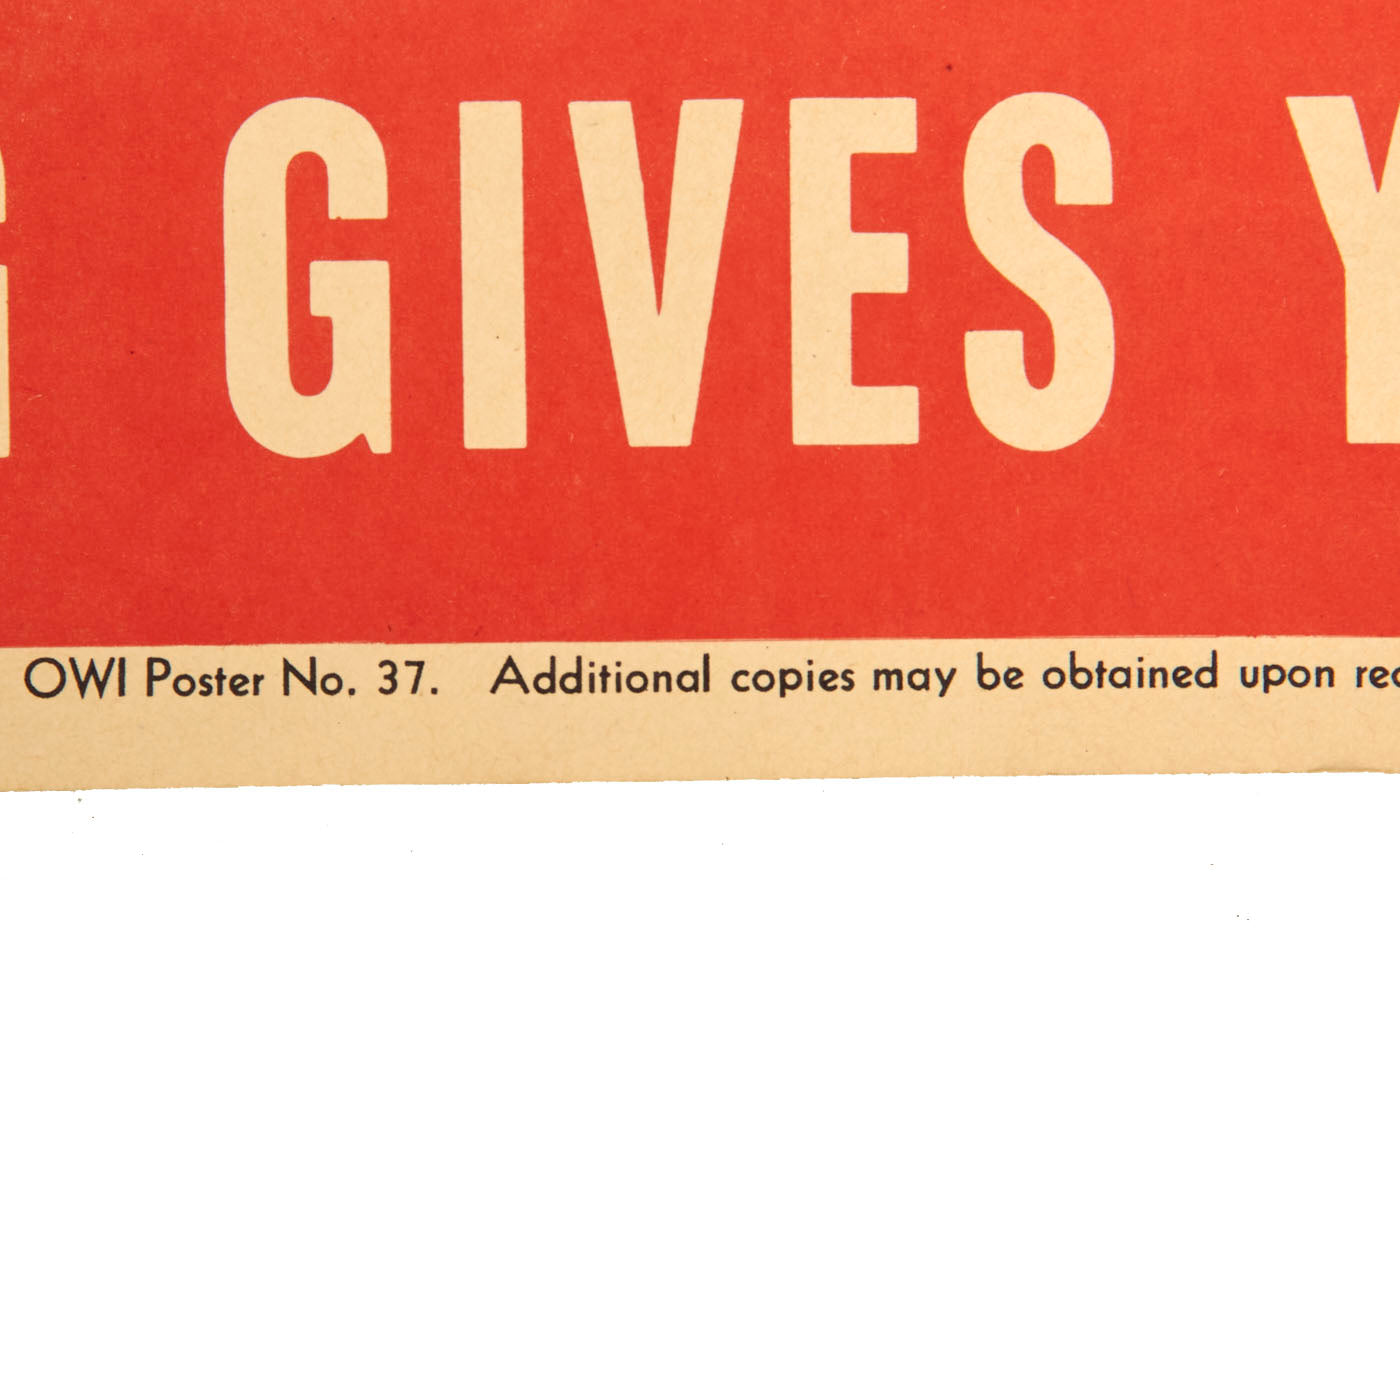 G GIVES Y
OWI Poster No. 37. Additional copies may be obtained upon